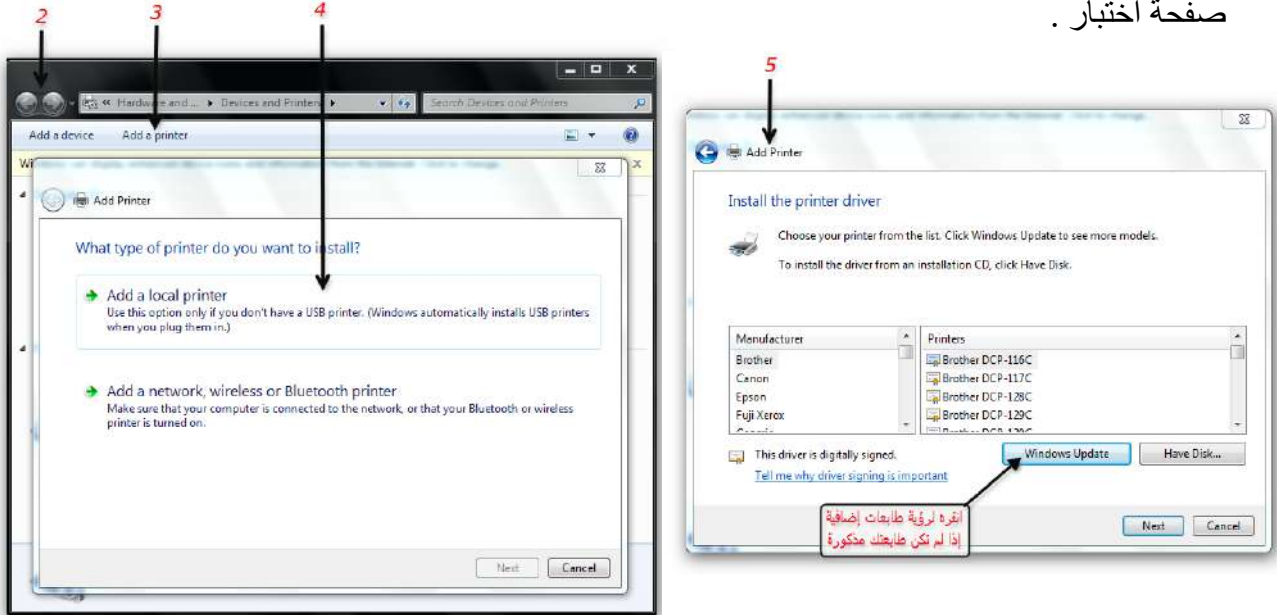 صفحة اختبار .
2
3
4
« Hardware and ... ▸ Devices and Printers ▸
Search Devices and Printers
Add a device
Add a printer
Add Printer
What type of printer do you want to install?
Add a local printer
Use this option only if you don't have a USB printer. (Windows automatically installs USB printers
when you plug them in.)
Add a network, wireless or Bluetooth printer
Make sure that your computer is connected to the network, or that your Bluetooth or wireless
printer is turned on.
Next
Cancel
5
Add Printer
Install the printer driver
Choose your printer from the list. Click Windows Update to see more models.
To install the driver from an installation CD, click Have Disk.
Manufacturer
Brother
Canon
Epson
Fuji Xerox
Printers
Brother DCP-116C
Brother DCP-117C
Brother DCP-128C
Brother DCP-129C
This driver is digitally signed.
Tell me why driver signing is important
Windows Update
Have Disk...
انقره لرؤية طابعات إضافية
إذا لم تكن طابعتك مذكورة
Next
Cancel